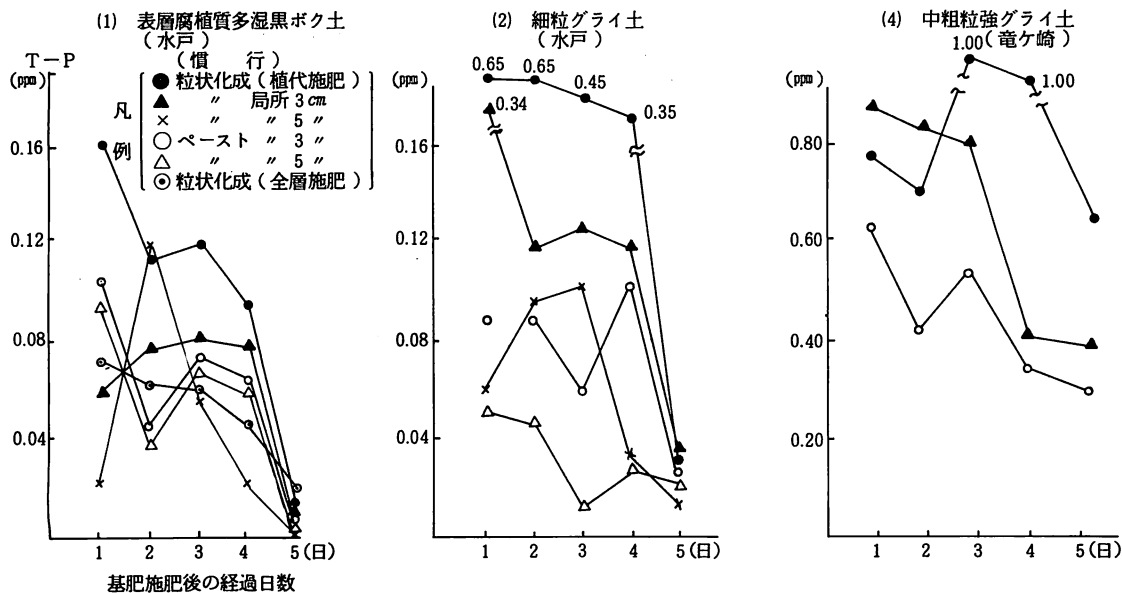 (1) 表層腐植質多湿黒ボク土
(水戸)
T－P
(ppm)
(慣 行)
凡例
● 粒状化成(植代施肥)
▲ 〃 局所 3 cm
× 〃 〃 5 〃
○ ペースト 〃 3 〃
△ 〃 〃 5 〃
⊙ 粒状化成(全層施肥)
0.16
0.12
0.08
0.04
1 2 3 4 5(日)
基肥施肥後の経過日数
(2) 細粒グライ土
(水戸)
(ppm)
0.65 0.65
0.45
0.34
0.35
0.16
0.12
0.08
0.04
1 2 3 4 5(日)
(4) 中粗粒強グライ土
(竜ケ崎)
1.00
(ppm)
1.00
0.80
0.60
0.40
0.20
1 2 3 4 5(日)